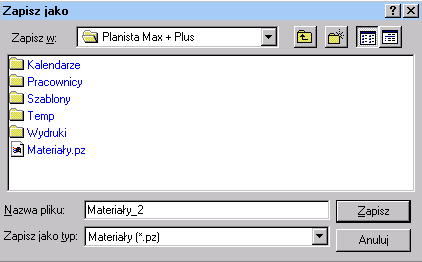 Zapisz jako
Zapisz w: Planista Max + Plus
Kalendarze
Pracownicy
Szablony
Temp
Wydruki
Materiały.pz
Nazwa pliku: Materiały_2 Zapisz
Zapisz jako typ: Materiały (*.pz) Anuluj